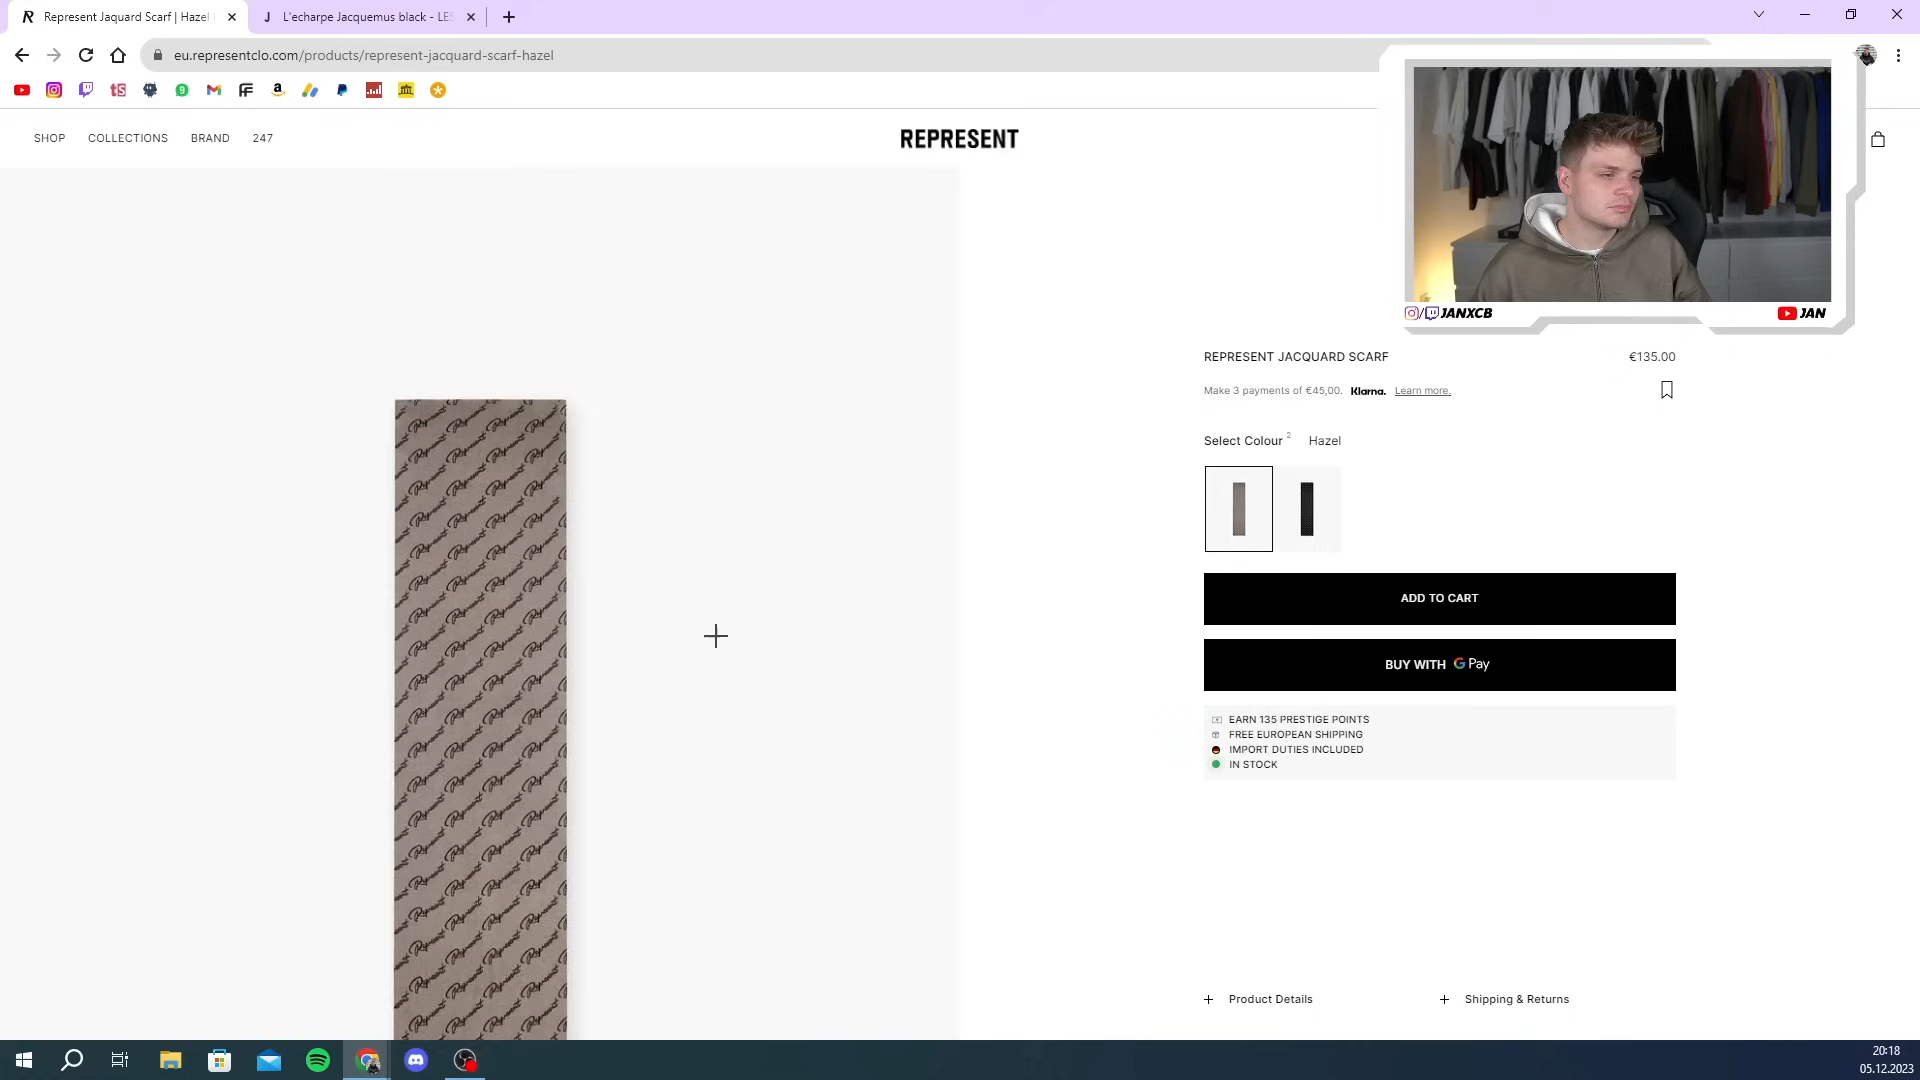 Represent Jaquard Scarf | Hazel
L'echarpe Jacquemus black - LES
eu.representclo.com/products/represent-jacquard-scarf-hazel
SHOP COLLECTIONS BRAND 247
REPRESENT
JANXCB
JAN
REPRESENT JACQUARD SCARF €135.00
Make 3 payments of €45,00. Klarna. Learn more.
Select Colour 2 Hazel
ADD TO CART
BUY WITH G Pay
EARN 135 PRESTIGE POINTS
FREE EUROPEAN SHIPPING
IMPORT DUTIES INCLUDED
IN STOCK
+ Product Details + Shipping & Returns
20:18
05.12.2023